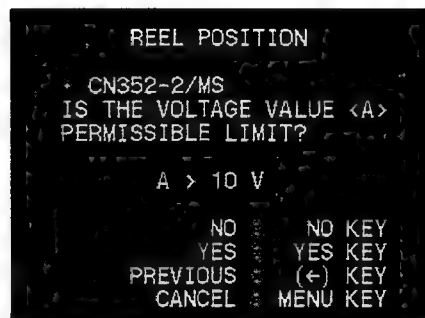 REEL POSITION
• CN352-2/MS
IS THE VOLTAGE VALUE <A>
PERMISSIBLE LIMIT?
A > 10 V
NO : NO KEY
YES : YES KEY
PREVIOUS : (←) KEY
CANCEL : MENU KEY